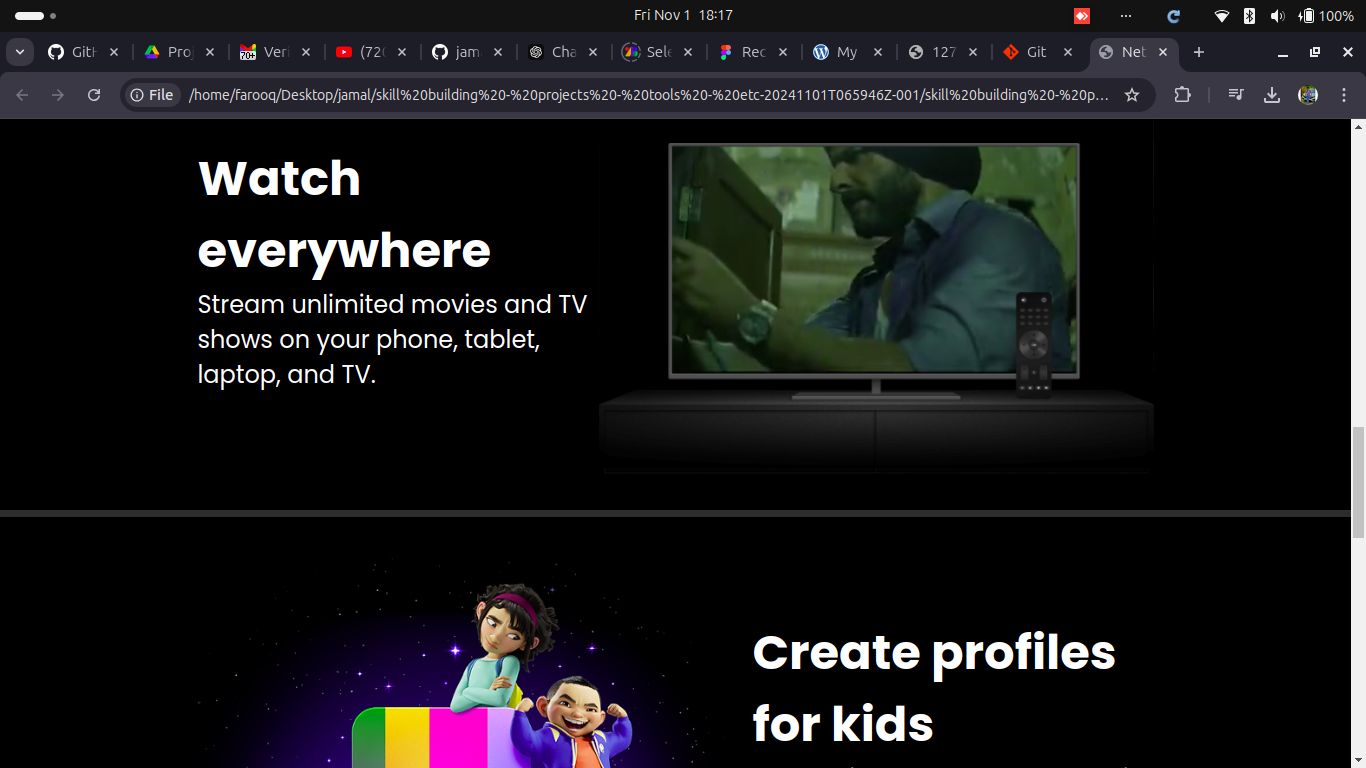 Fri Nov 1 18:17
100%
GitH
Proj
70+
Veri
(720
jam
Cha
Sele
Rec
My
127
Git
Net
File
/home/farooq/Desktop/jamal/skill%20building%20-%20projects%20-%20tools%20-%20etc-20241101T065946Z-001/skill%20building%20-%20p...
Watch
everywhere
Stream unlimited movies and TV
shows on your phone, tablet,
laptop, and TV.
Create profiles
for kids